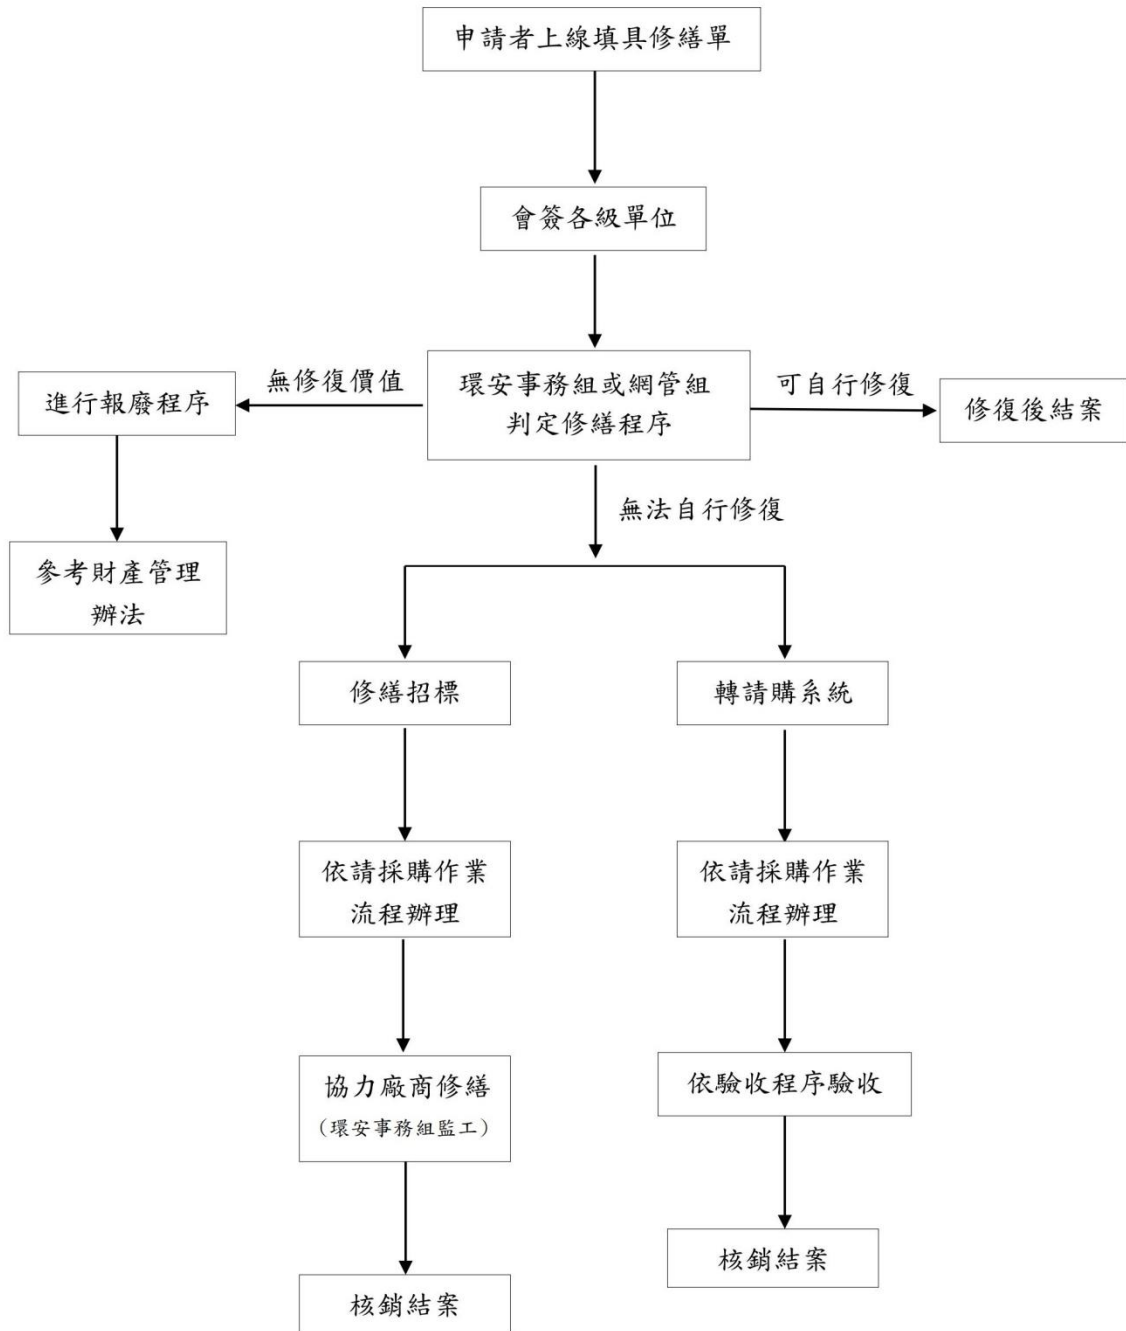 申請者上線填具修繕單
會簽各級單位
無修復價值
環安事務組或網管組
判定修繕程序
可自行修復
進行報廢程序
修復後結案
無法自行修復
參考財產管理
辦法
修繕招標
轉請購系統
依請採購作業
流程辦理
依請採購作業
流程辦理
協力廠商修繕
（環安事務組監工）
依驗收程序驗收
核銷結案
核銷結案